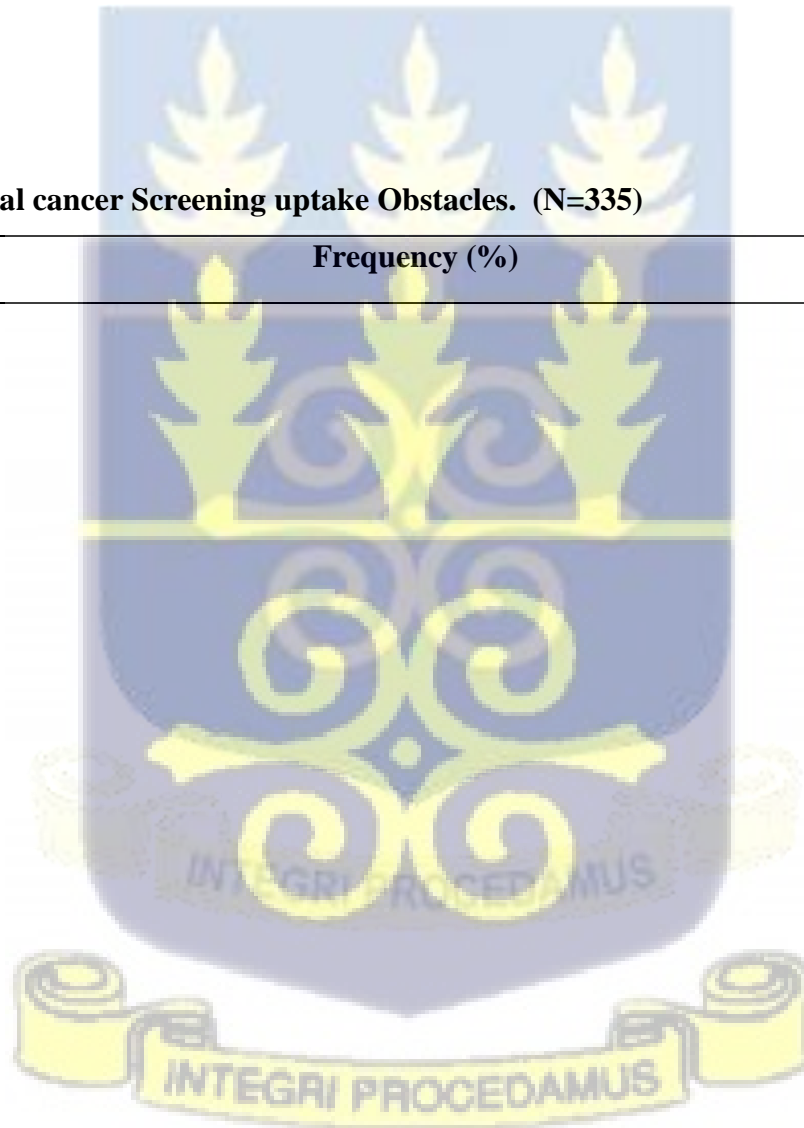 al cancer Screening uptake Obstacles. (N=335)
Frequency (%)
INTEGRI PROCEDAMUS
INTEGRI PROCEDAMUS